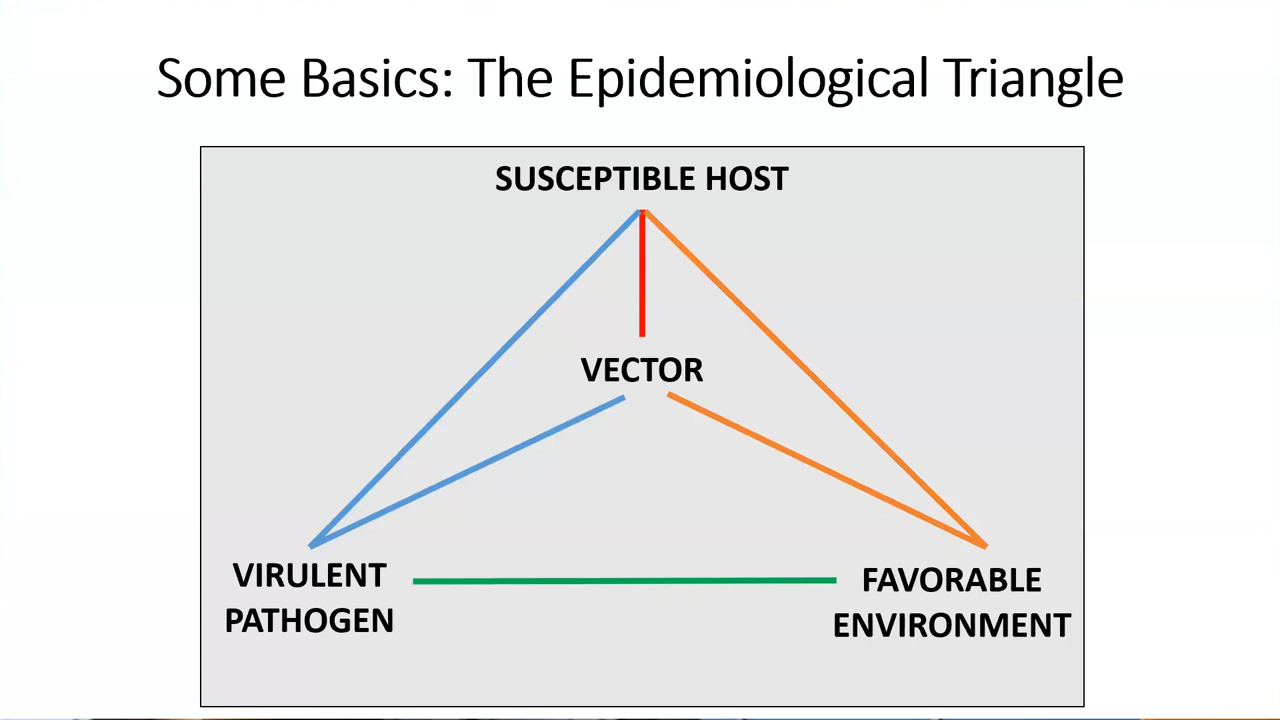 Some Basics: The Epidemiological Triangle
SUSCEPTIBLE HOST
VECTOR
VIRULENT
PATHOGEN
FAVORABLE
ENVIRONMENT